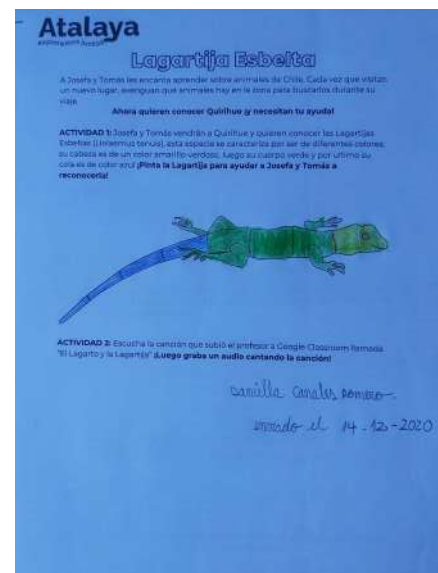 Atalaya
Lagartija Esbelta
A Josefa y Tomás les encanta aprender sobre animales de Chile. Cada vez que visitan
un nuevo lugar, averiguan que animales hay en la zona para buscarlos durante su
viaje.
Ahora quieren conocer Quirihue ¡y necesitan tu ayuda!
ACTIVIDAD 1: Josefa y Tomás vendrán a Quirihue y quieren conocer las Lagartijas
Esbeltas (Liolaemus tenuis), esta especie se caracteriza por ser de diferentes colores:
su cabeza es de un color amarillo verdoso, luego su cuerpo verde y por ultimo su
cola es de color azul ¡Pinta la Lagartija para ayudar a Josefa y Tomás a
reconocerla!
ACTIVIDAD 2: Escucha la canción que subió el profesor a Google Classroom llamada
"El Lagarto y la Lagartija" ¡Luego graba un audio cantando la canción!
Canales Romero.
enviado el 14-12-2020